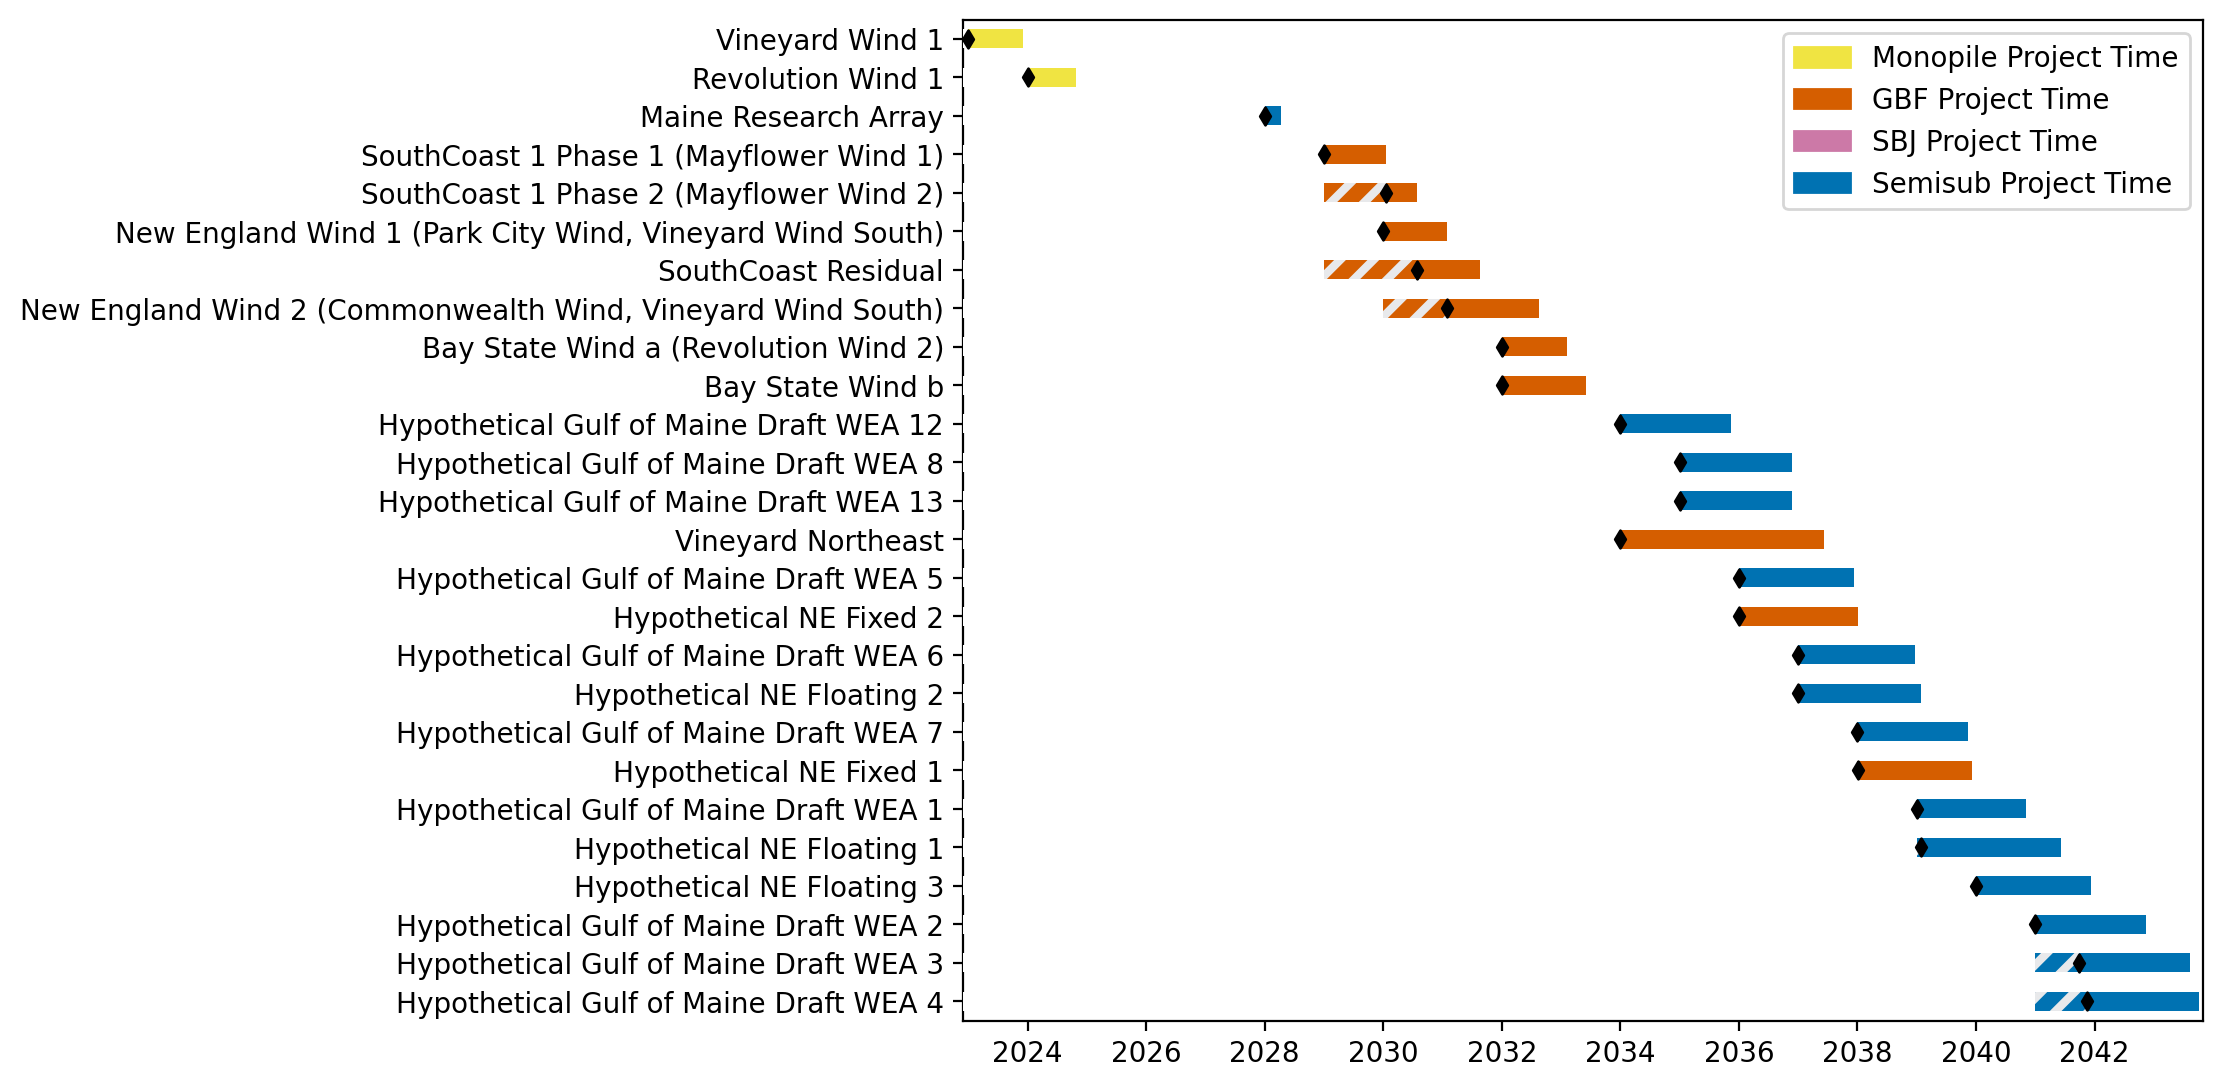 Vineyard Wind 1
Revolution Wind 1
Maine Research Array
SouthCoast 1 Phase 1 (Mayflower Wind 1)
SouthCoast 1 Phase 2 (Mayflower Wind 2)
New England Wind 1 (Park City Wind, Vineyard Wind South)
SouthCoast Residual
New England Wind 2 (Commonwealth Wind, Vineyard Wind South)
Bay State Wind a (Revolution Wind 2)
Bay State Wind b
Hypothetical Gulf of Maine Draft WEA 12
Hypothetical Gulf of Maine Draft WEA 8
Hypothetical Gulf of Maine Draft WEA 13
Vineyard Northeast
Hypothetical Gulf of Maine Draft WEA 5
Hypothetical NE Fixed 2
Hypothetical Gulf of Maine Draft WEA 6
Hypothetical NE Floating 2
Hypothetical Gulf of Maine Draft WEA 7
Hypothetical NE Fixed 1
Hypothetical Gulf of Maine Draft WEA 1
Hypothetical NE Floating 1
Hypothetical NE Floating 3
Hypothetical Gulf of Maine Draft WEA 2
Hypothetical Gulf of Maine Draft WEA 3
Hypothetical Gulf of Maine Draft WEA 4
Monopile Project Time
GBF Project Time
SBJ Project Time
Semisub Project Time
2024 2026 2028 2030 2032 2034 2036 2038 2040 2042